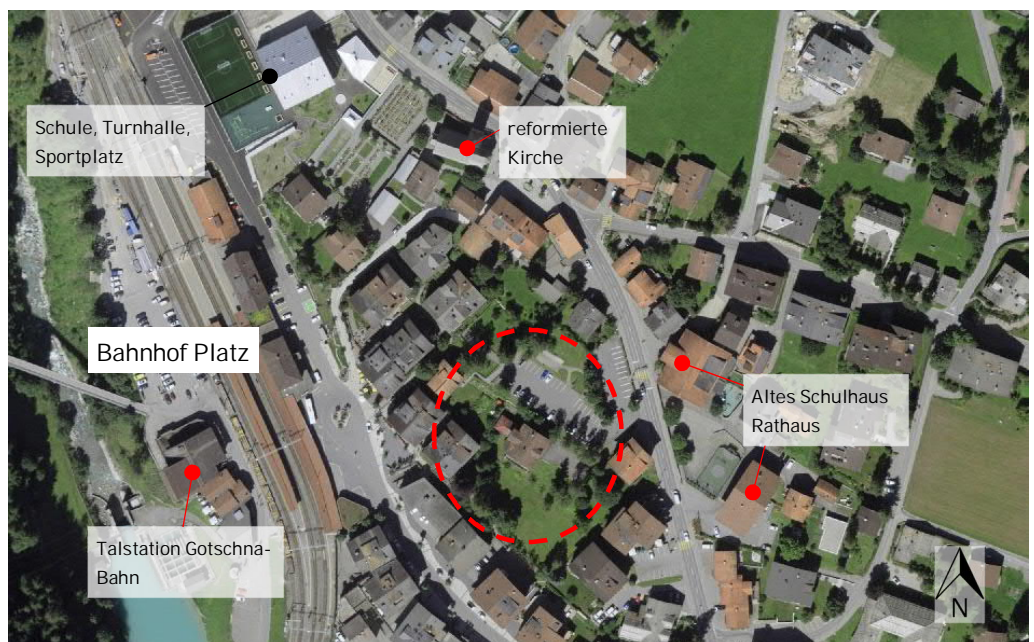 Schule, Turnhalle,
Sportplatz
reformierte
Kirche
Bahnhof Platz
Altes Schulhaus
Rathaus
Talstation Gotschna-
Bahn
N